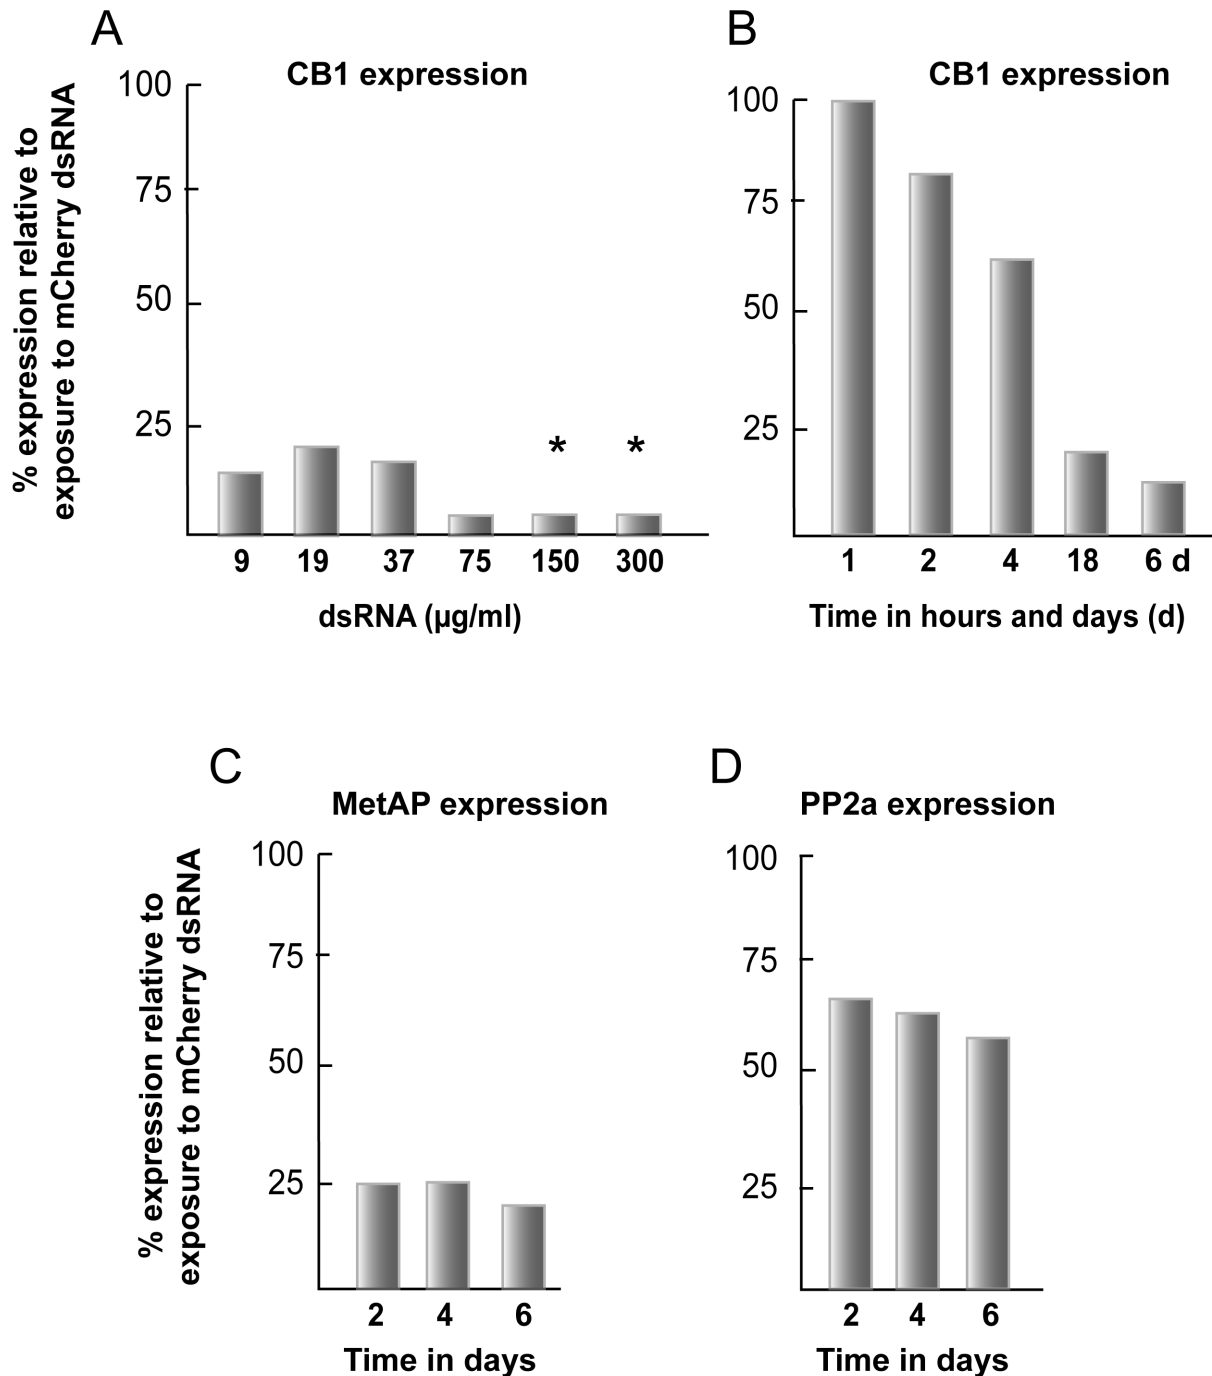 A
CB1 expression
% expression relative to
exposure to mCherry dsRNA
100
75
50
25
* *
9 19 37 75 150 300
dsRNA (µg/ml)
B
CB1 expression
100
75
50
25
1 2 4 18 6 d
Time in hours and days (d)
C
MetAP expression
% expression relative to
exposure to mCherry dsRNA
100
75
50
25
2 4 6
Time in days
D
PP2a expression
100
75
50
25
2 4 6
Time in days